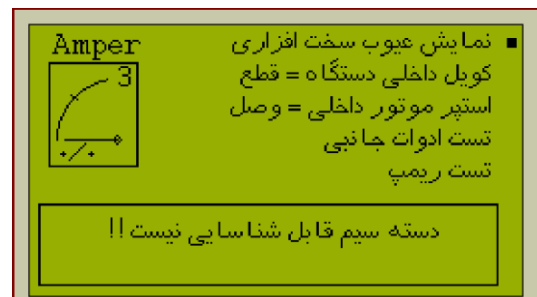 Amper
3
+/+
■ نمایش عیوب سخت افزاری
کویل داخلی دستگاه = قطع
استپر موتور داخلی = وصل
تست ادوات جانبی
تست ریمپ
دسته سیم قابل شناسایی نیست !!